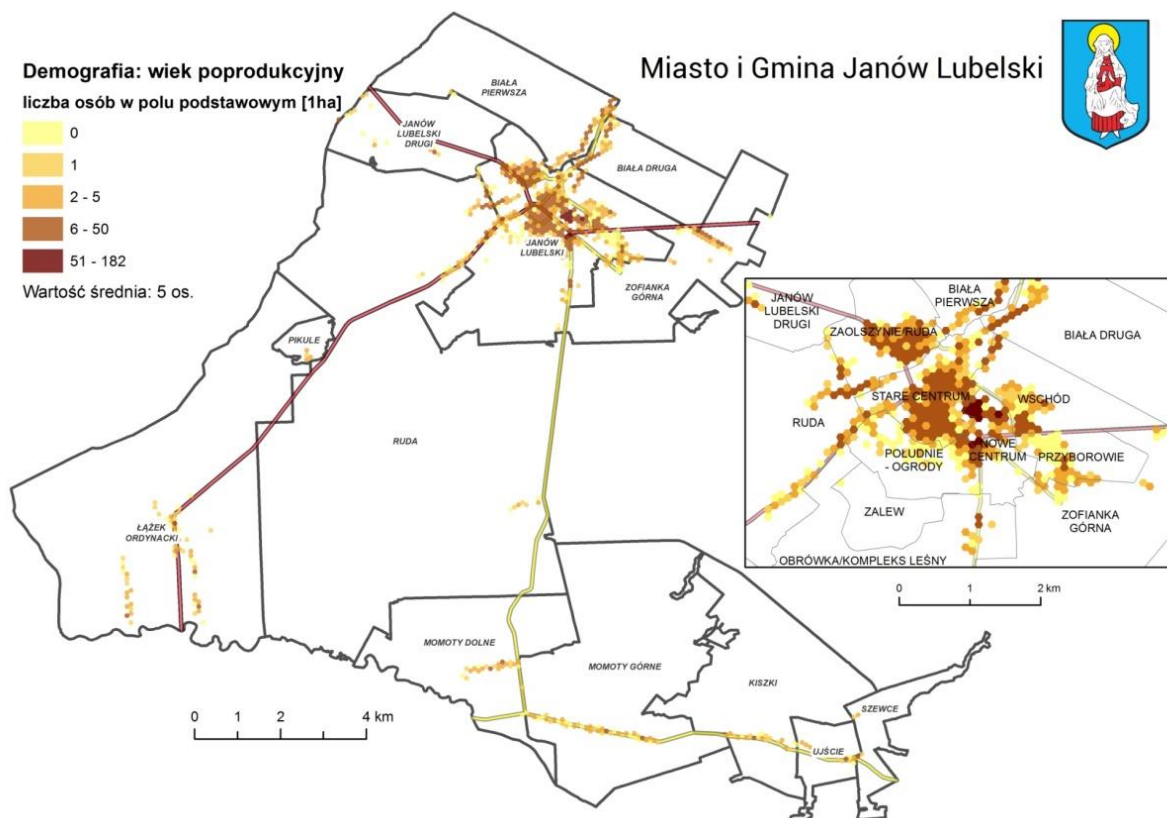 Miasto i Gmina Janów Lubelski
Demografia: wiek poprodukcyjny
liczba osób w polu podstawowym [1ha]
0
1
2 - 5
6 - 50
51 - 182
Wartość średnia: 5 os.
BIAŁA
PIERWSZA
JANÓW
LUBELSKI
DRUGI
BIAŁA DRUGA
JANÓW
LUBELSKI
ZOFIANKA
GÓRNA
PIKULE
RUDA
ŁĄŻEK
ORDYNACKI
MOMOTY DOLNE
MOMOTY GÓRNE
KISZKI
SZEWCE
UJŚCIE
0 1 2 4 km
JANÓW
LUBELSKI
DRUGI
BIAŁA
PIERWSZA
ZAOLSZYNIE/RUDA
BIAŁA DRUGA
STARE CENTRUM
WSCHÓD
RUDA
POŁUDNIE
- OGRODY
NOWE
CENTRUM
PRZYBOROWIE
ZALEW
ZOFIANKA
GÓRNA
OBRÓWKA/KOMPLEKS LEŚNY
0 1 2 km